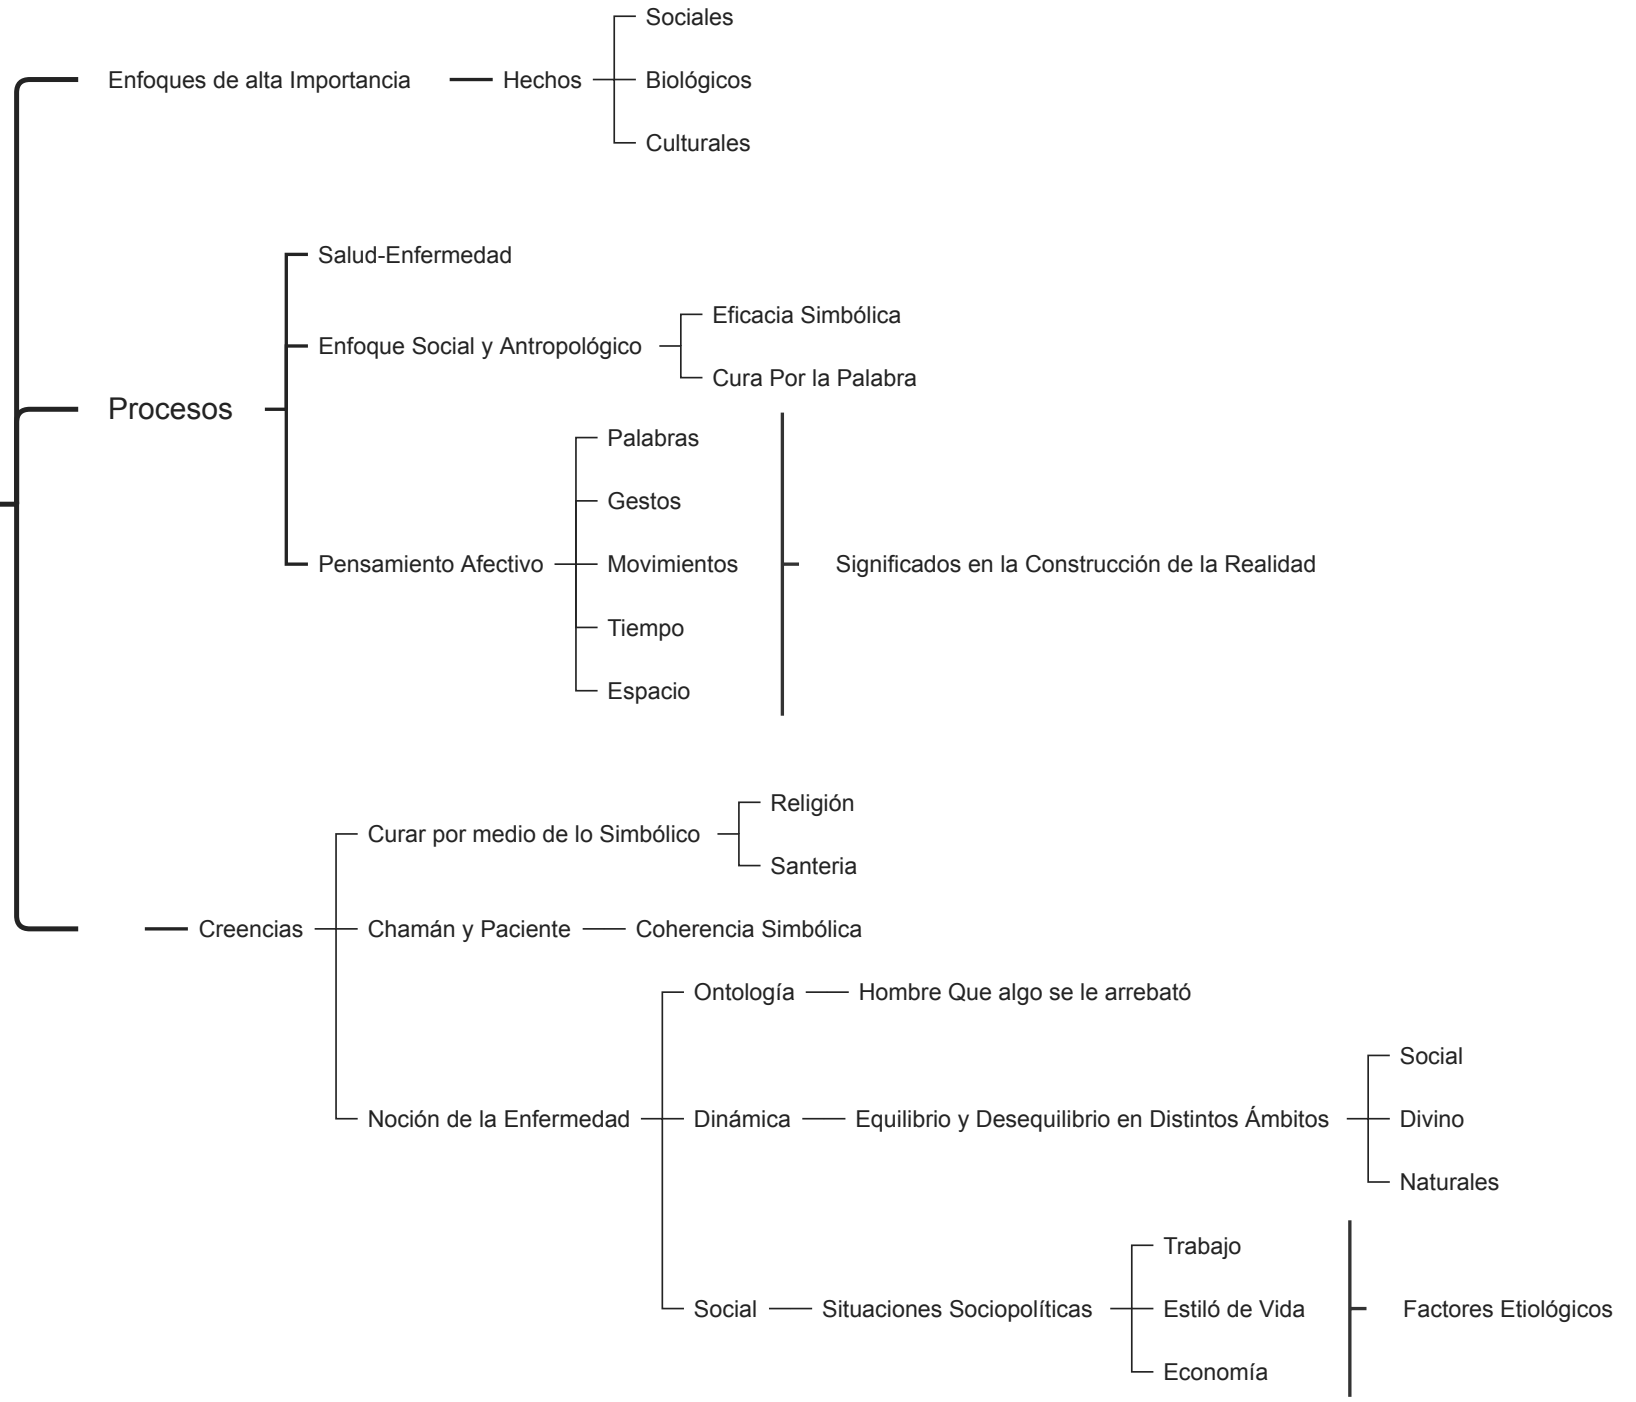 Sociales
Enfoques de alta Importancia
Hechos
Biológicos
Culturales
Salud-Enfermedad
Eficacia Simbólica
Enfoque Social y Antropológico
Cura Por la Palabra
Procesos
Palabras
Gestos
Pensamiento Afectivo
Movimientos
Significados en la Construcción de la Realidad
Tiempo
Espacio
Religión
Curar por medio de lo Simbólico
Santeria
Creencias
Chamán y Paciente
Coherencia Simbólica
Ontología
Hombre Que algo se le arrebató
Social
Noción de la Enfermedad
Dinámica
Equilibrio y Desequilibrio en Distintos Ámbitos
Divino
Naturales
Trabajo
Social
Situaciones Sociopolíticas
Estiló de Vida
Factores Etiológicos
Economía